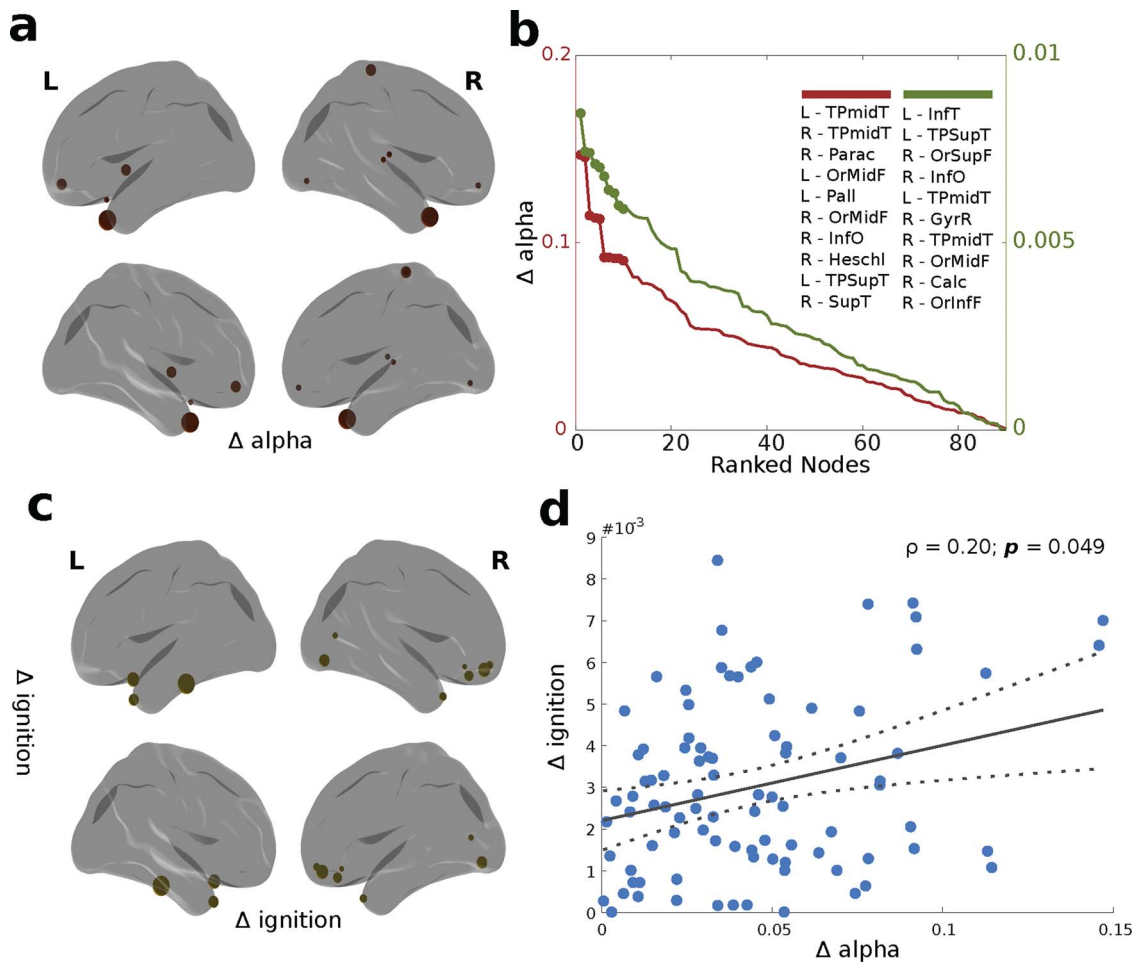 a
L
R
Δ alpha
b
Δ alpha
0.2
0.1
0
0.01
0.005
0
L - TPmidT
R - TPmidT
R - Parac
L - OrMidF
L - Pall
R - OrMidF
R - InfO
R - Heschl
L - TPSupT
R - SupT
L - InfT
L - TPSupT
R - OrSupF
R - InfO
L - TPmidT
R - GyrR
R - TPmidT
R - OrMidF
R - Calc
R - OrInfF
0 20 40 60 80
Ranked Nodes
c
L
R
Δ ignition
Δ ignition
d
#10⁻³
ρ = 0.20; p = 0.049
Δ ignition
9
8
7
6
5
4
3
2
1
0
0 0.05 0.1 0.15
Δ alpha